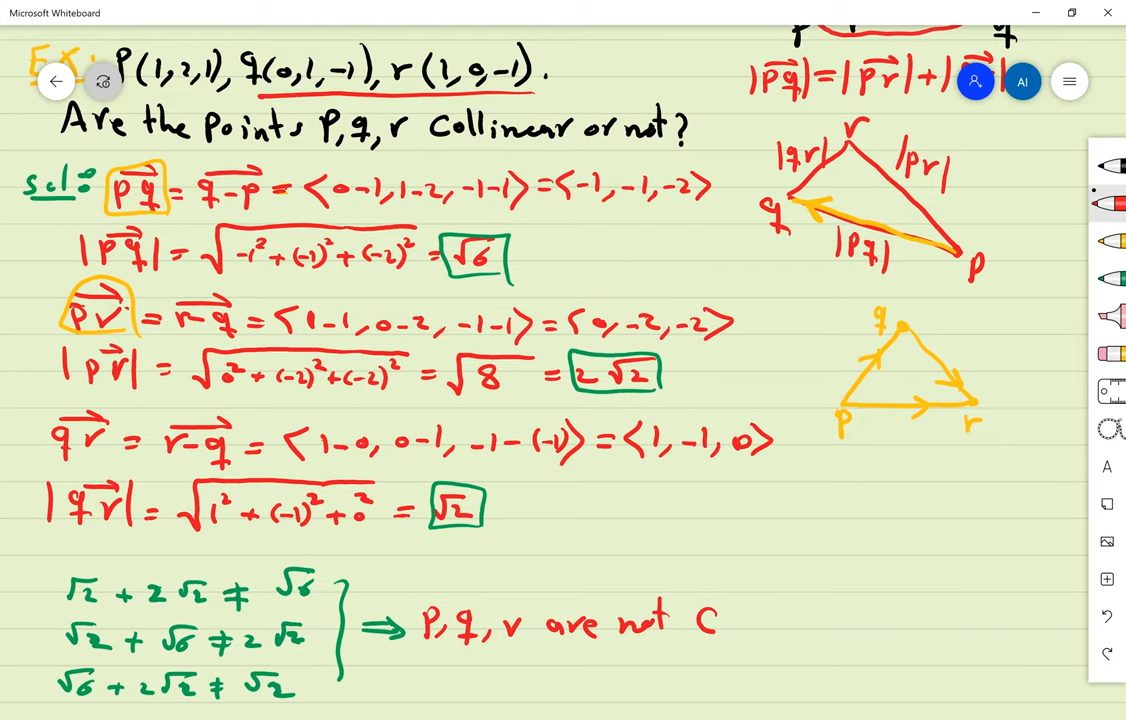 Microsoft Whiteboard
EX: P(1,2,1), q(0,1,-1), r(1,0,-1).
|pq| = |pr| + |
AI
Are the points P,q,r Collinear or not?
sol: pq = q-p = <0-1, 1-2, -1-1> = <-1, -1, -2>
|pq| = √-1² + (-1)² + (-2)² = √6
pr = r-q = <1-1, 0-2, -1-1> = <0, -2, -2>
|pr| = √0² + (-2)² + (-2)² = √8 = 2√2
qr = r-q = <1-0, 0-1, -1-(-1)> = <1, -1, 0>
|qr| = √1² + (-1)² + 0² = √2
√2 + 2√2 ≠ √6
√2 + √6 ≠ 2√2
√6 + 2√2 ≠ √2
⇒ P,q,r are not C
r
|qr|
|pr|
q
|pq|
p
q
p
r
A